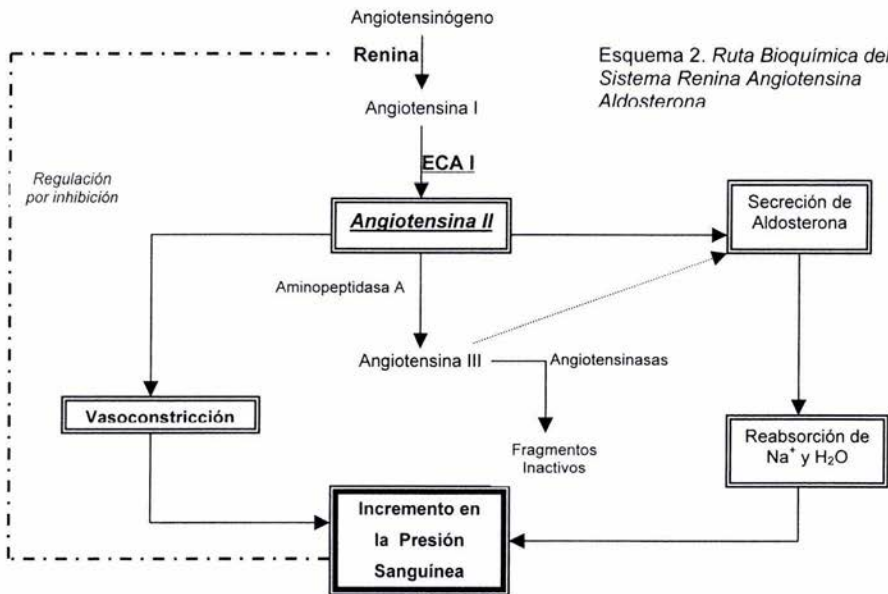 Angiotensinógeno
Renina
Esquema 2. Ruta Bioquímica del
Sistema Renina Angiotensina
Aldosterona
Angiotensina I
ECA I
Regulación
por inhibición
Angiotensina II
Secreción de
Aldosterona
Aminopeptidasa A
Angiotensina III
Angiotensinasas
Vasoconstricción
Fragmentos
Inactivos
Reabsorción de
Na⁺ y H₂O
Incremento en
la Presión
Sanguínea